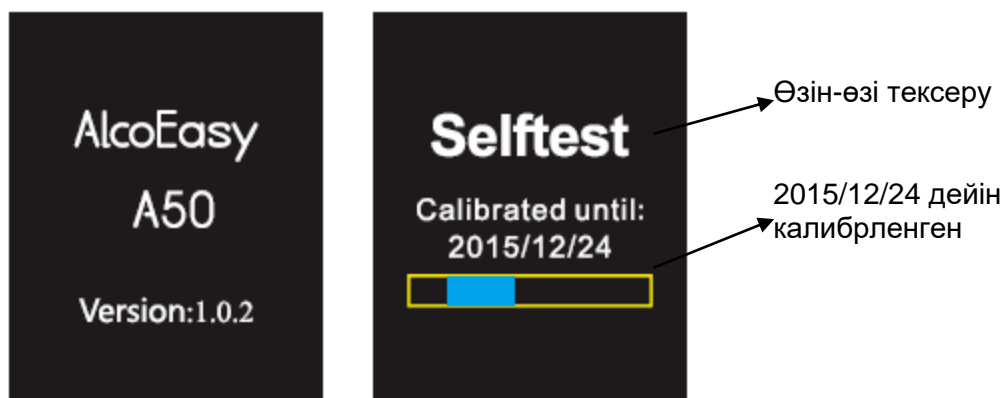 AlcoEasy
A50
Version:1.0.2
Selftest
Calibrated until:
2015/12/24
Өзін-өзі тексеру
2015/12/24 дейін
калибрленген